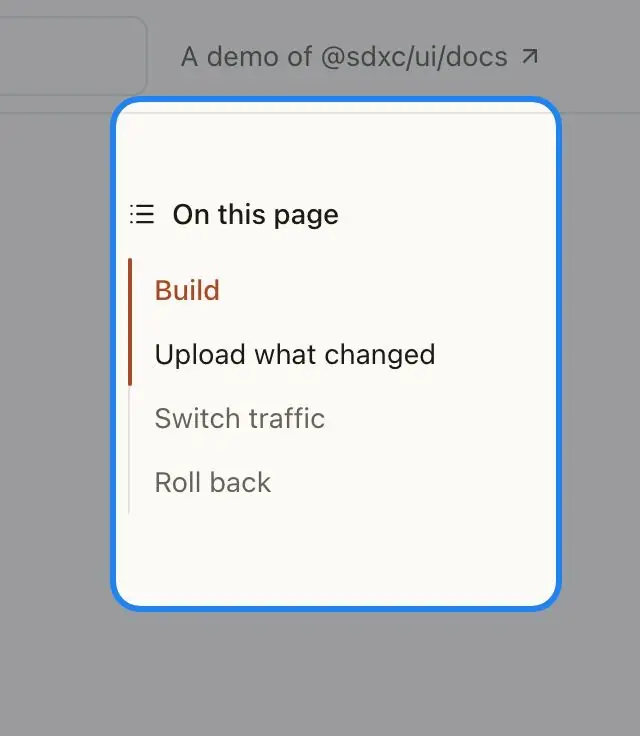 A demo of @sdxc/ui/docs ↗
On this page
Build
Upload what changed
Switch traffic
Roll back